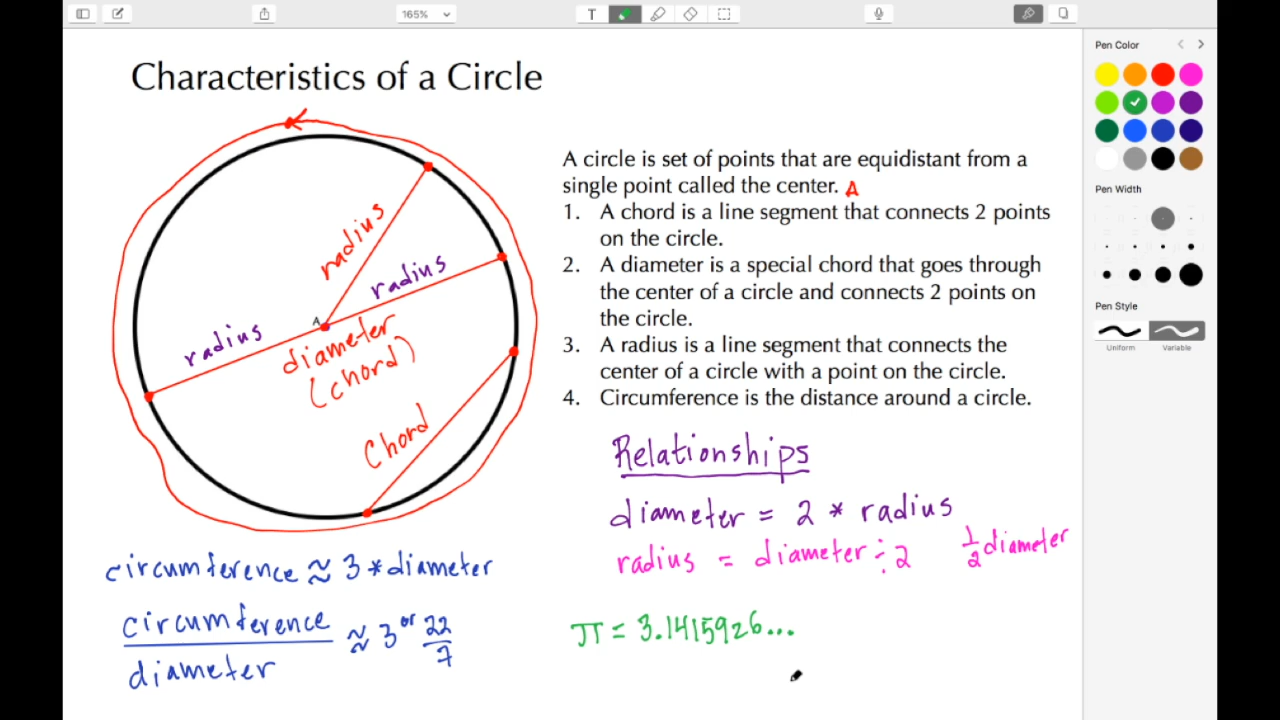 165%
T
Pen Color
Characteristics of a Circle
A circle is set of points that are equidistant from a
single point called the center. A
1. A chord is a line segment that connects 2 points
on the circle.
2. A diameter is a special chord that goes through
the center of a circle and connects 2 points on
the circle.
3. A radius is a line segment that connects the
center of a circle with a point on the circle.
4. Circumference is the distance around a circle.
Pen Width
Pen Style
Uniform Variable
radius
radius
radius
A
diameter
(chord)
Chord
Relationships
diameter = 2 * radius
radius = diameter ÷ 2 1/2 diameter
circumference ≈ 3 * diameter
circumference/diameter ≈ 3 or 22/7
π = 3.1415926...